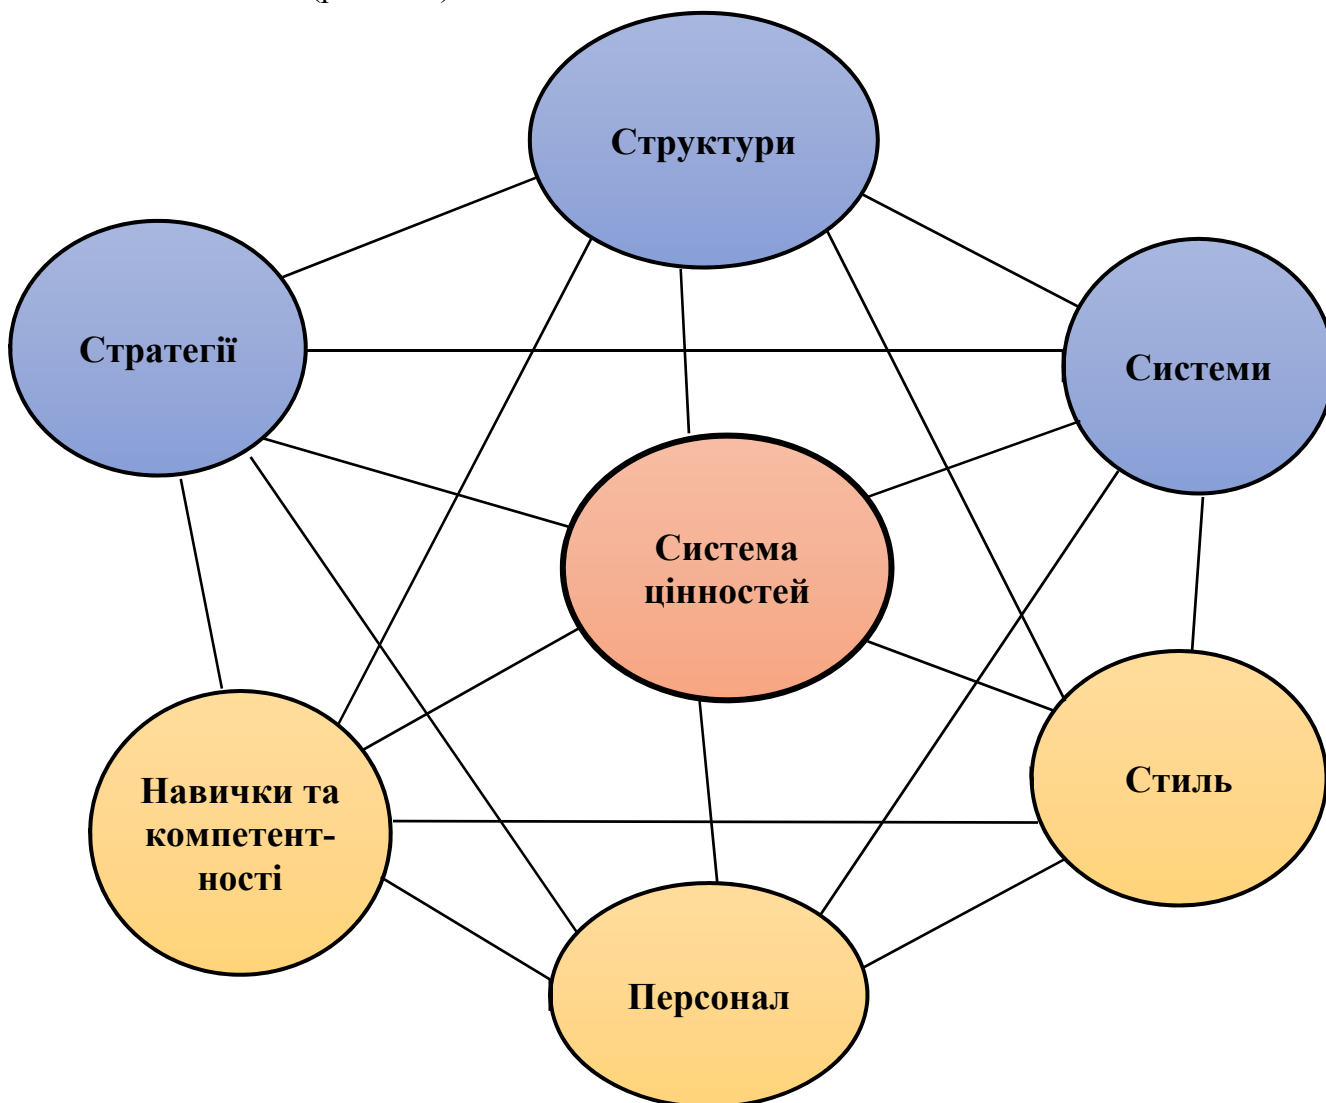 Структури
Стратегії
Системи
Система
цінностей
Навички та
компетент-
ності
Стиль
Персонал